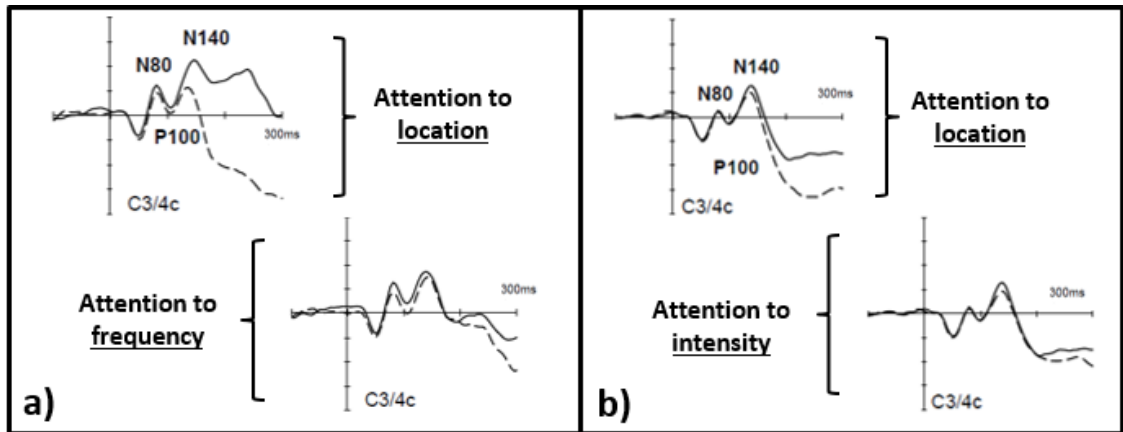 N140
N80
P100
300ms
C3/4c
Attention to
location
Attention to
frequency
300ms
C3/4c
a)
N140
N80
300ms
P100
C3/4c
Attention to
location
Attention to
intensity
300ms
C3/4c
b)